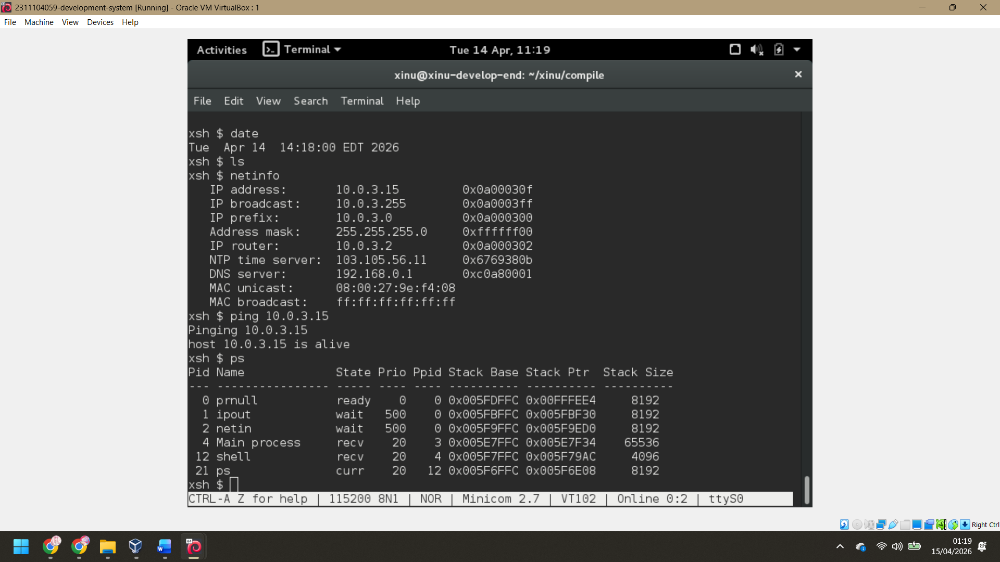 2311104059-development-system [Running] - Oracle VM VirtualBox : 1
File Machine View Devices Help
Activities Terminal Tue 14 Apr, 11:19
xinu@xinu-develop-end: ~/xinu/compile
File Edit View Search Terminal Help
xsh $ date
Tue  Apr 14  14:18:00 EDT 2026
xsh $ ls
xsh $ netinfo
IP address: 10.0.3.15 0x0a00030f
IP broadcast: 10.0.3.255 0x0a0003ff
IP prefix: 10.0.3.0 0x0a000300
Address mask: 255.255.255.0 0xffffff00
IP router: 10.0.3.2 0x0a000302
NTP time server: 103.105.56.11 0x6769380b
DNS server: 192.168.0.1 0xc0a80001
MAC unicast: 08:00:27:9e:f4:08
MAC broadcast: ff:ff:ff:ff:ff:ff
xsh $ ping 10.0.3.15
Pinging 10.0.3.15
host 10.0.3.15 is alive
xsh $ ps
Pid Name State Prio Ppid Stack Base Stack Ptr Stack Size
--- ---------------- ----- ---- ---- ---------- ---------- ----------
0 prnull ready 0 0 0x005FDFFC 0x00FFFEE4 8192
1 ipout wait 500 0 0x005FBFFC 0x005FBF30 8192
2 netin wait 500 0 0x005F9FFC 0x005F9ED0 8192
4 Main process recv 20 3 0x005E7FFC 0x005E7F34 65536
12 shell recv 20 4 0x005F7FFC 0x005F79AC 4096
21 ps curr 20 12 0x005F6FFC 0x005F6E08 8192
xsh $
CTRL-A Z for help | 115200 8N1 | NOR | Minicom 2.7 | VT102 | Online 0:2 | ttyS0
Right Ctrl
01:19
15/04/2026